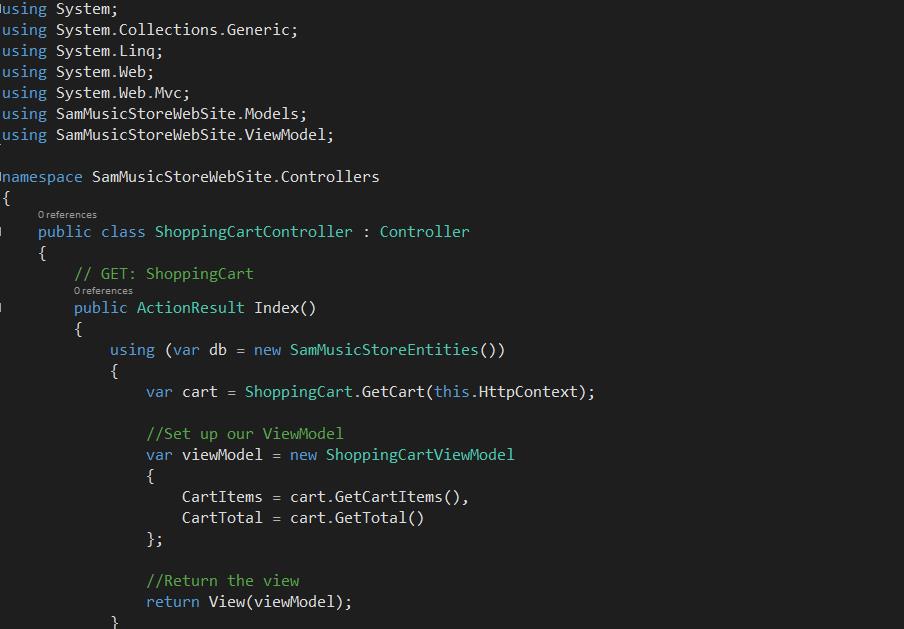 using System;
using System.Collections.Generic;
using System.Linq;
using System.Web;
using System.Web.Mvc;
using SamMusicStoreWebSite.Models;
using SamMusicStoreWebSite.ViewModel;
namespace SamMusicStoreWebSite.Controllers
{
0 references
public class ShoppingCartController : Controller
{
// GET: ShoppingCart
0 references
public ActionResult Index()
{
using (var db = new SamMusicStoreEntities())
{
var cart = ShoppingCart.GetCart(this.HttpContext);
//Set up our ViewModel
var viewModel = new ShoppingCartViewModel
{
CartItems = cart.GetCartItems(),
CartTotal = cart.GetTotal()
};
//Return the view
return View(viewModel);
}